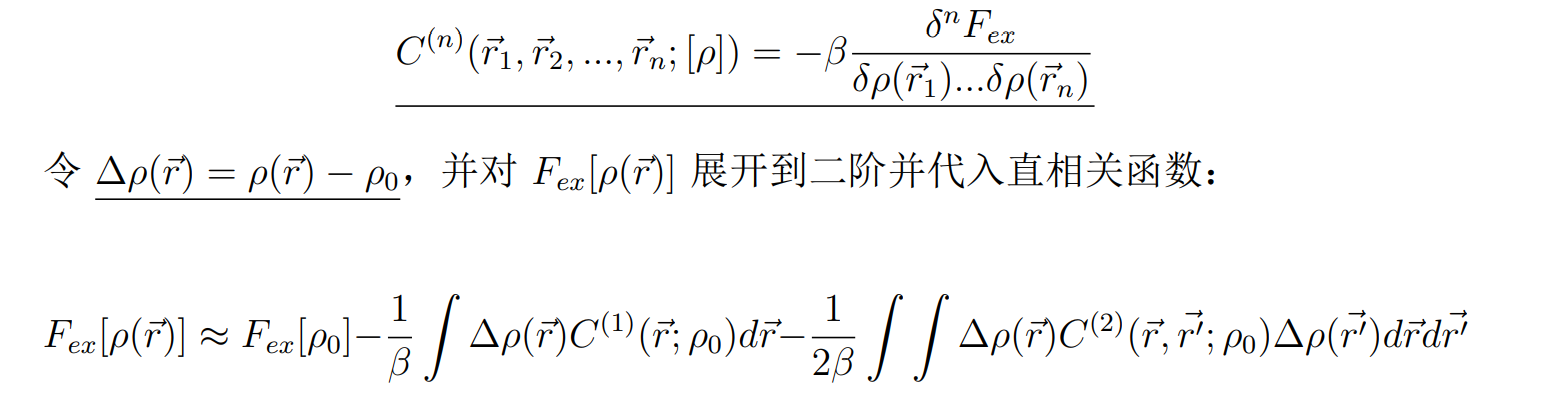 $C^{(n)}(\vec{r}_1, \vec{r}_2, ..., \vec{r}_n; [\rho]) = -\beta \frac{\delta^n F_{ex}}{\delta\rho(\vec{r}_1)...\delta\rho(\vec{r}_n)}$
令 $\Delta\rho(\vec{r}) = \rho(\vec{r}) - \rho_0$，并对 $F_{ex}[\rho(\vec{r})]$ 展开到二阶并代入直相关函数：
$F_{ex}[\rho(\vec{r})] \approx F_{ex}[\rho_0] - \frac{1}{\beta} \int \Delta\rho(\vec{r}) C^{(1)}(\vec{r}; \rho_0) d\vec{r} - \frac{1}{2\beta} \int \int \Delta\rho(\vec{r}) C^{(2)}(\vec{r}, \vec{r'}; \rho_0) \Delta\rho(\vec{r'}) d\vec{r} d\vec{r'}$